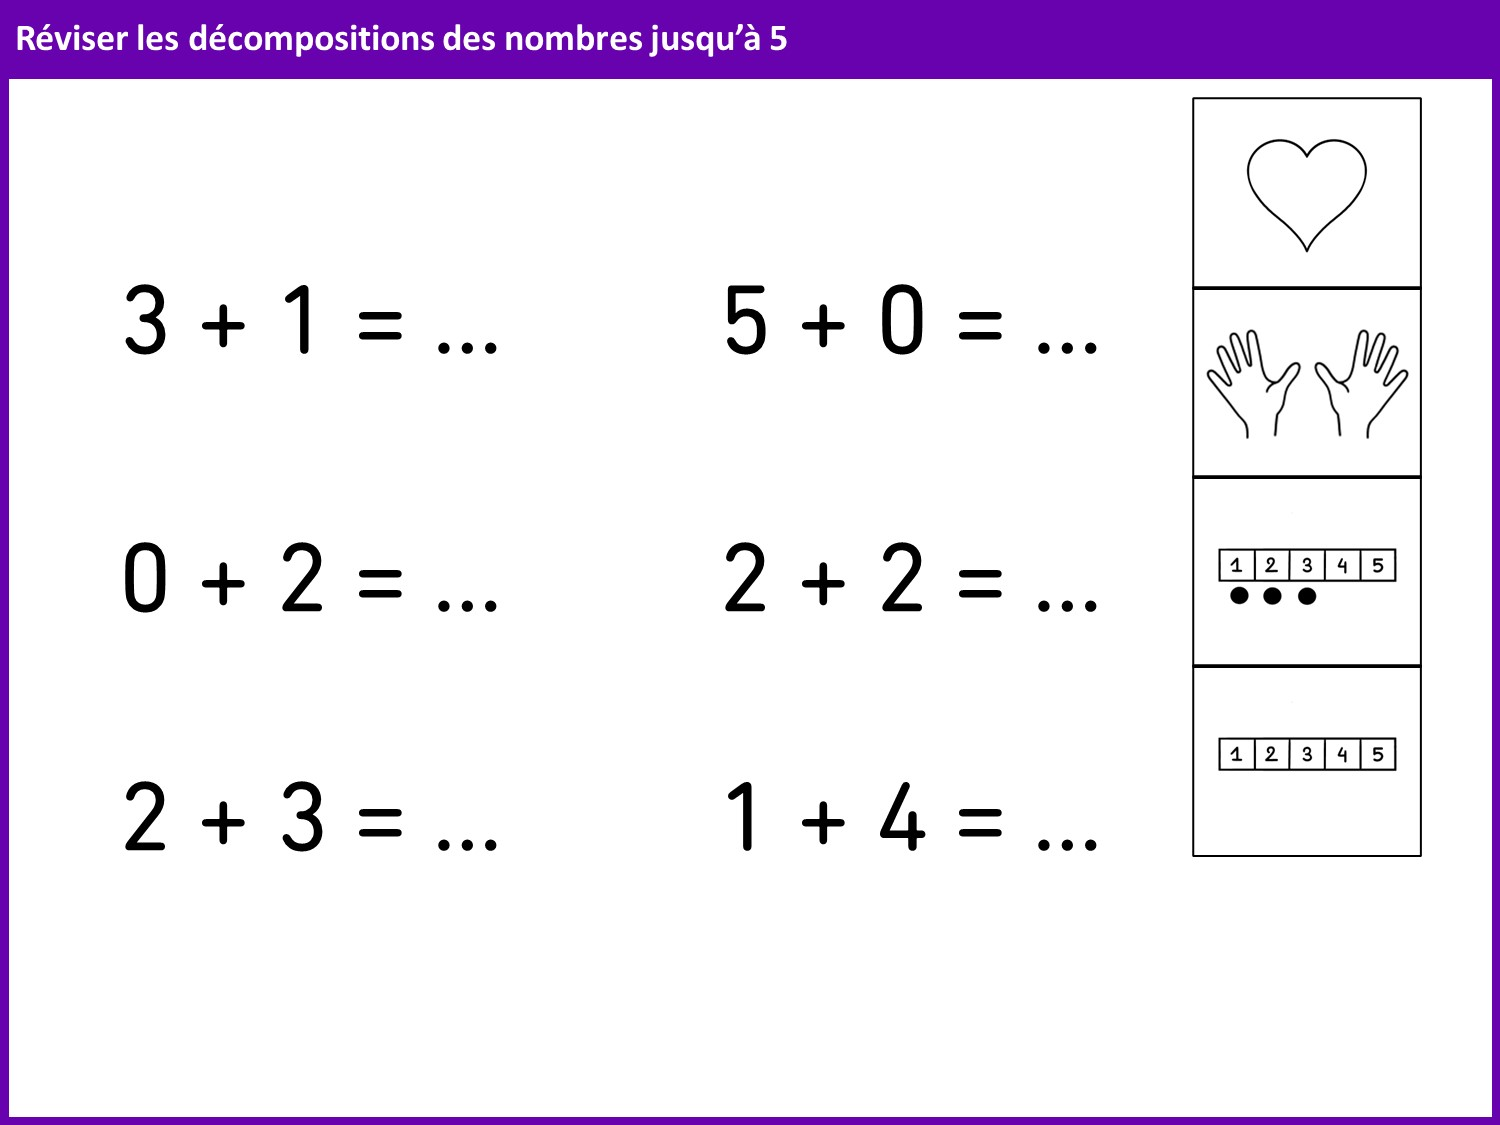 Réviser les décompositions des nombres jusqu’à 5
3 + 1 = ...
5 + 0 = ...
0 + 2 = ...
2 + 2 = ...
2 + 3 = ...
1 + 4 = ...
1 2 3 4 5
1 2 3 4 5